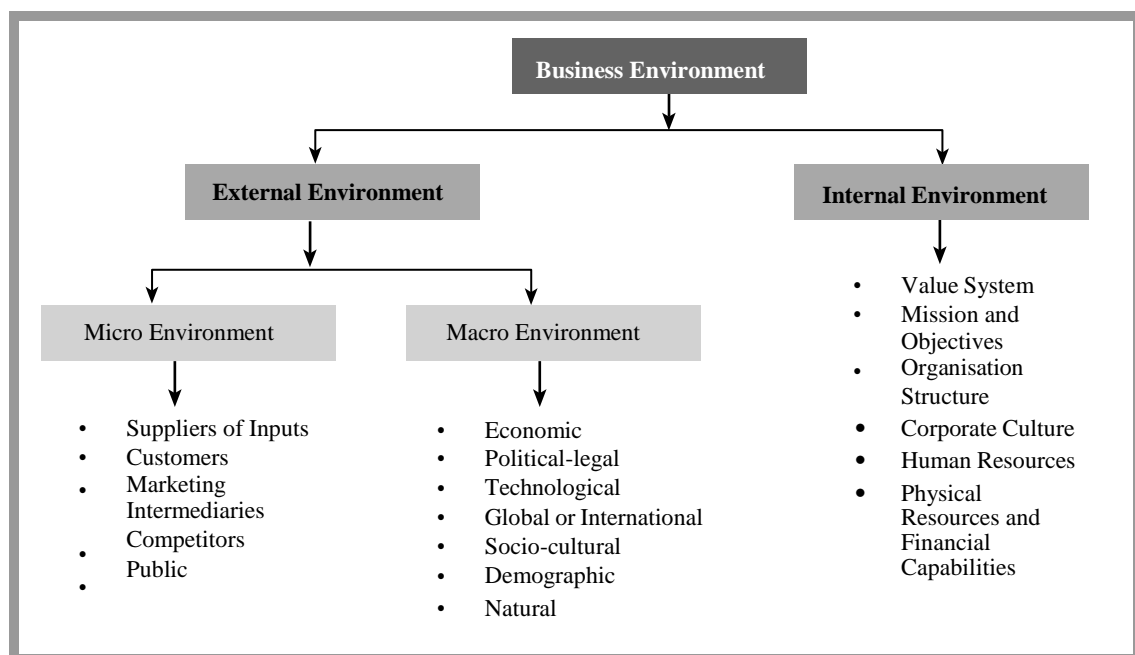 Business Environment
External Environment
Internal Environment
Micro Environment
Macro Environment
• Suppliers of Inputs
• Customers
• Marketing
Intermediaries
• Competitors
• Public
• Economic
• Political-legal
• Technological
• Global or International
• Socio-cultural
• Demographic
• Natural
• Value System
• Mission and
Objectives
• Organisation
Structure
• Corporate Culture
• Human Resources
• Physical
Resources and
Financial
Capabilities